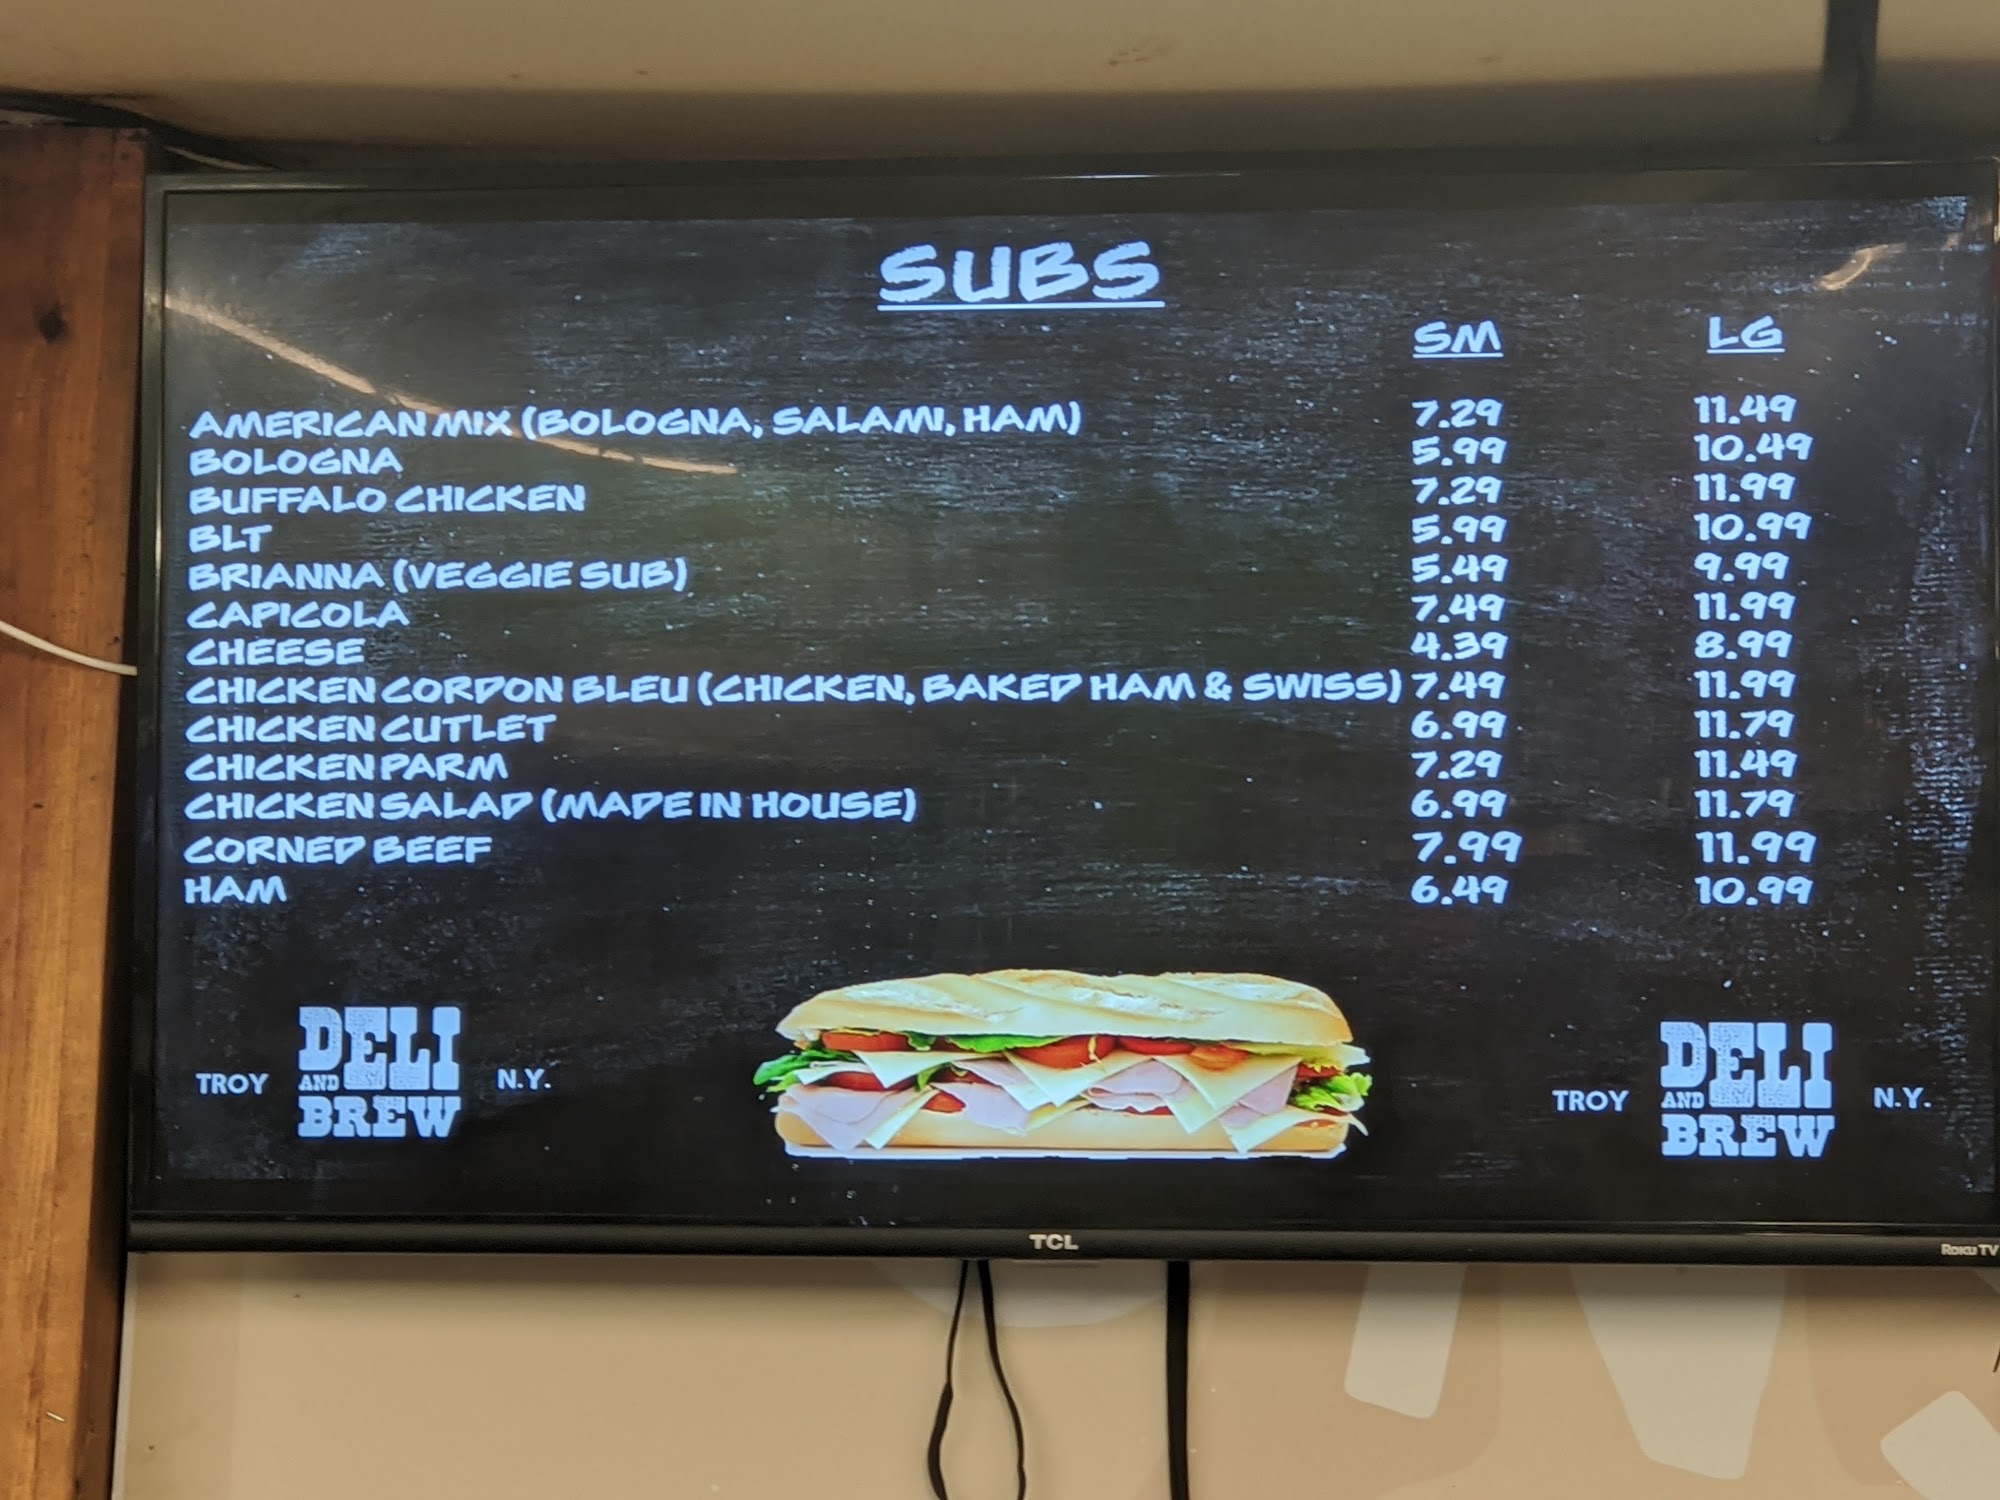 SUBS
SM LG
AMERICAN MIX (BOLOGNA, SALAMI, HAM) 7.29 11.49
BOLOGNA 5.99 10.49
BUFFALO CHICKEN 7.29 11.99
BLT 5.99 10.99
BRIANNA (VEGGIE SUB) 5.49 9.99
CAPICOLA 7.49 11.99
CHEESE 4.39 8.99
CHICKEN CORDON BLEU (CHICKEN, BAKED HAM & SWISS) 7.49 11.99
CHICKEN CUTLET 6.99 11.79
CHICKEN PARM 7.29 11.49
CHICKEN SALAD (MADE IN HOUSE) 6.99 11.79
CORNED BEEF 7.99 11.99
HAM 6.49 10.99
TROY DELI AND BREW N.Y.
TROY DELI AND BREW N.Y.
TCL
Roku TV